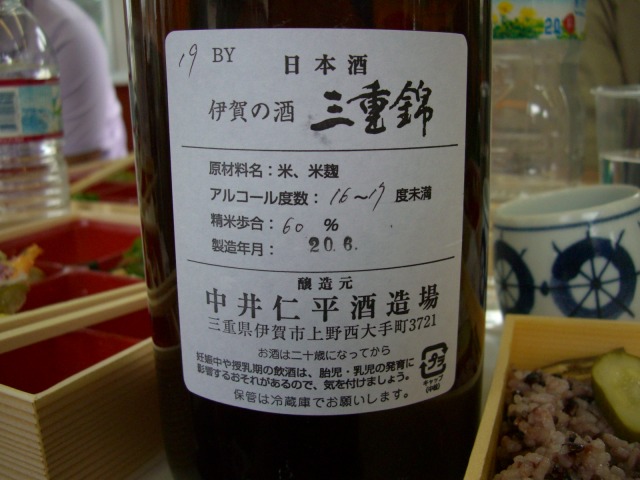 19 BY 日本酒
伊賀の酒 三重錦
原材料名：米、米麹
アルコール度数：16〜17 度未満
精米歩合：60 %
製造年月：20.6.
醸造元
中井仁平酒造場
三重県伊賀市上野西大手町3721
お酒は二十歳になってから
妊娠中や授乳期の飲酒は、胎児・乳児の発育に
影響するおそれがあるので、気を付けましょう。
プラ
キャップ
保管は冷蔵庫でお願いします。